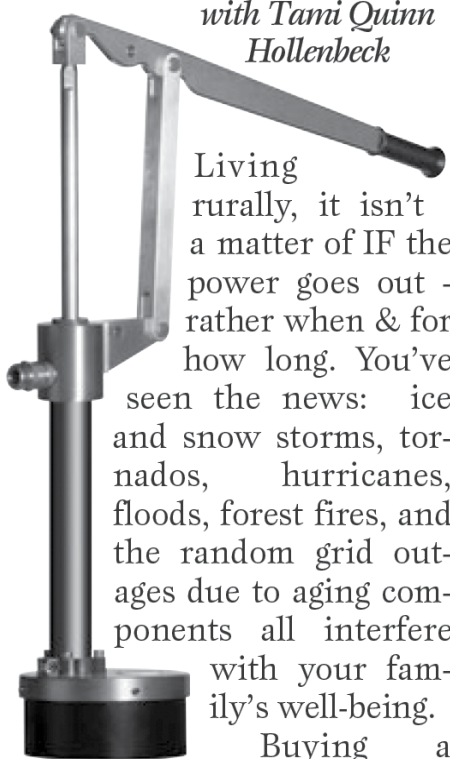 with Tami Quinn
Hollenbeck
Living
rurally, it isn't
a matter of IF the
power goes out -
rather when & for
how long. You've
seen the news: ice
and snow storms, tor-
nados, hurricanes,
floods, forest fires, and
the random grid out-
ages due to aging com-
ponents all interfere
with your fam-
ily's well-being.
Buying a